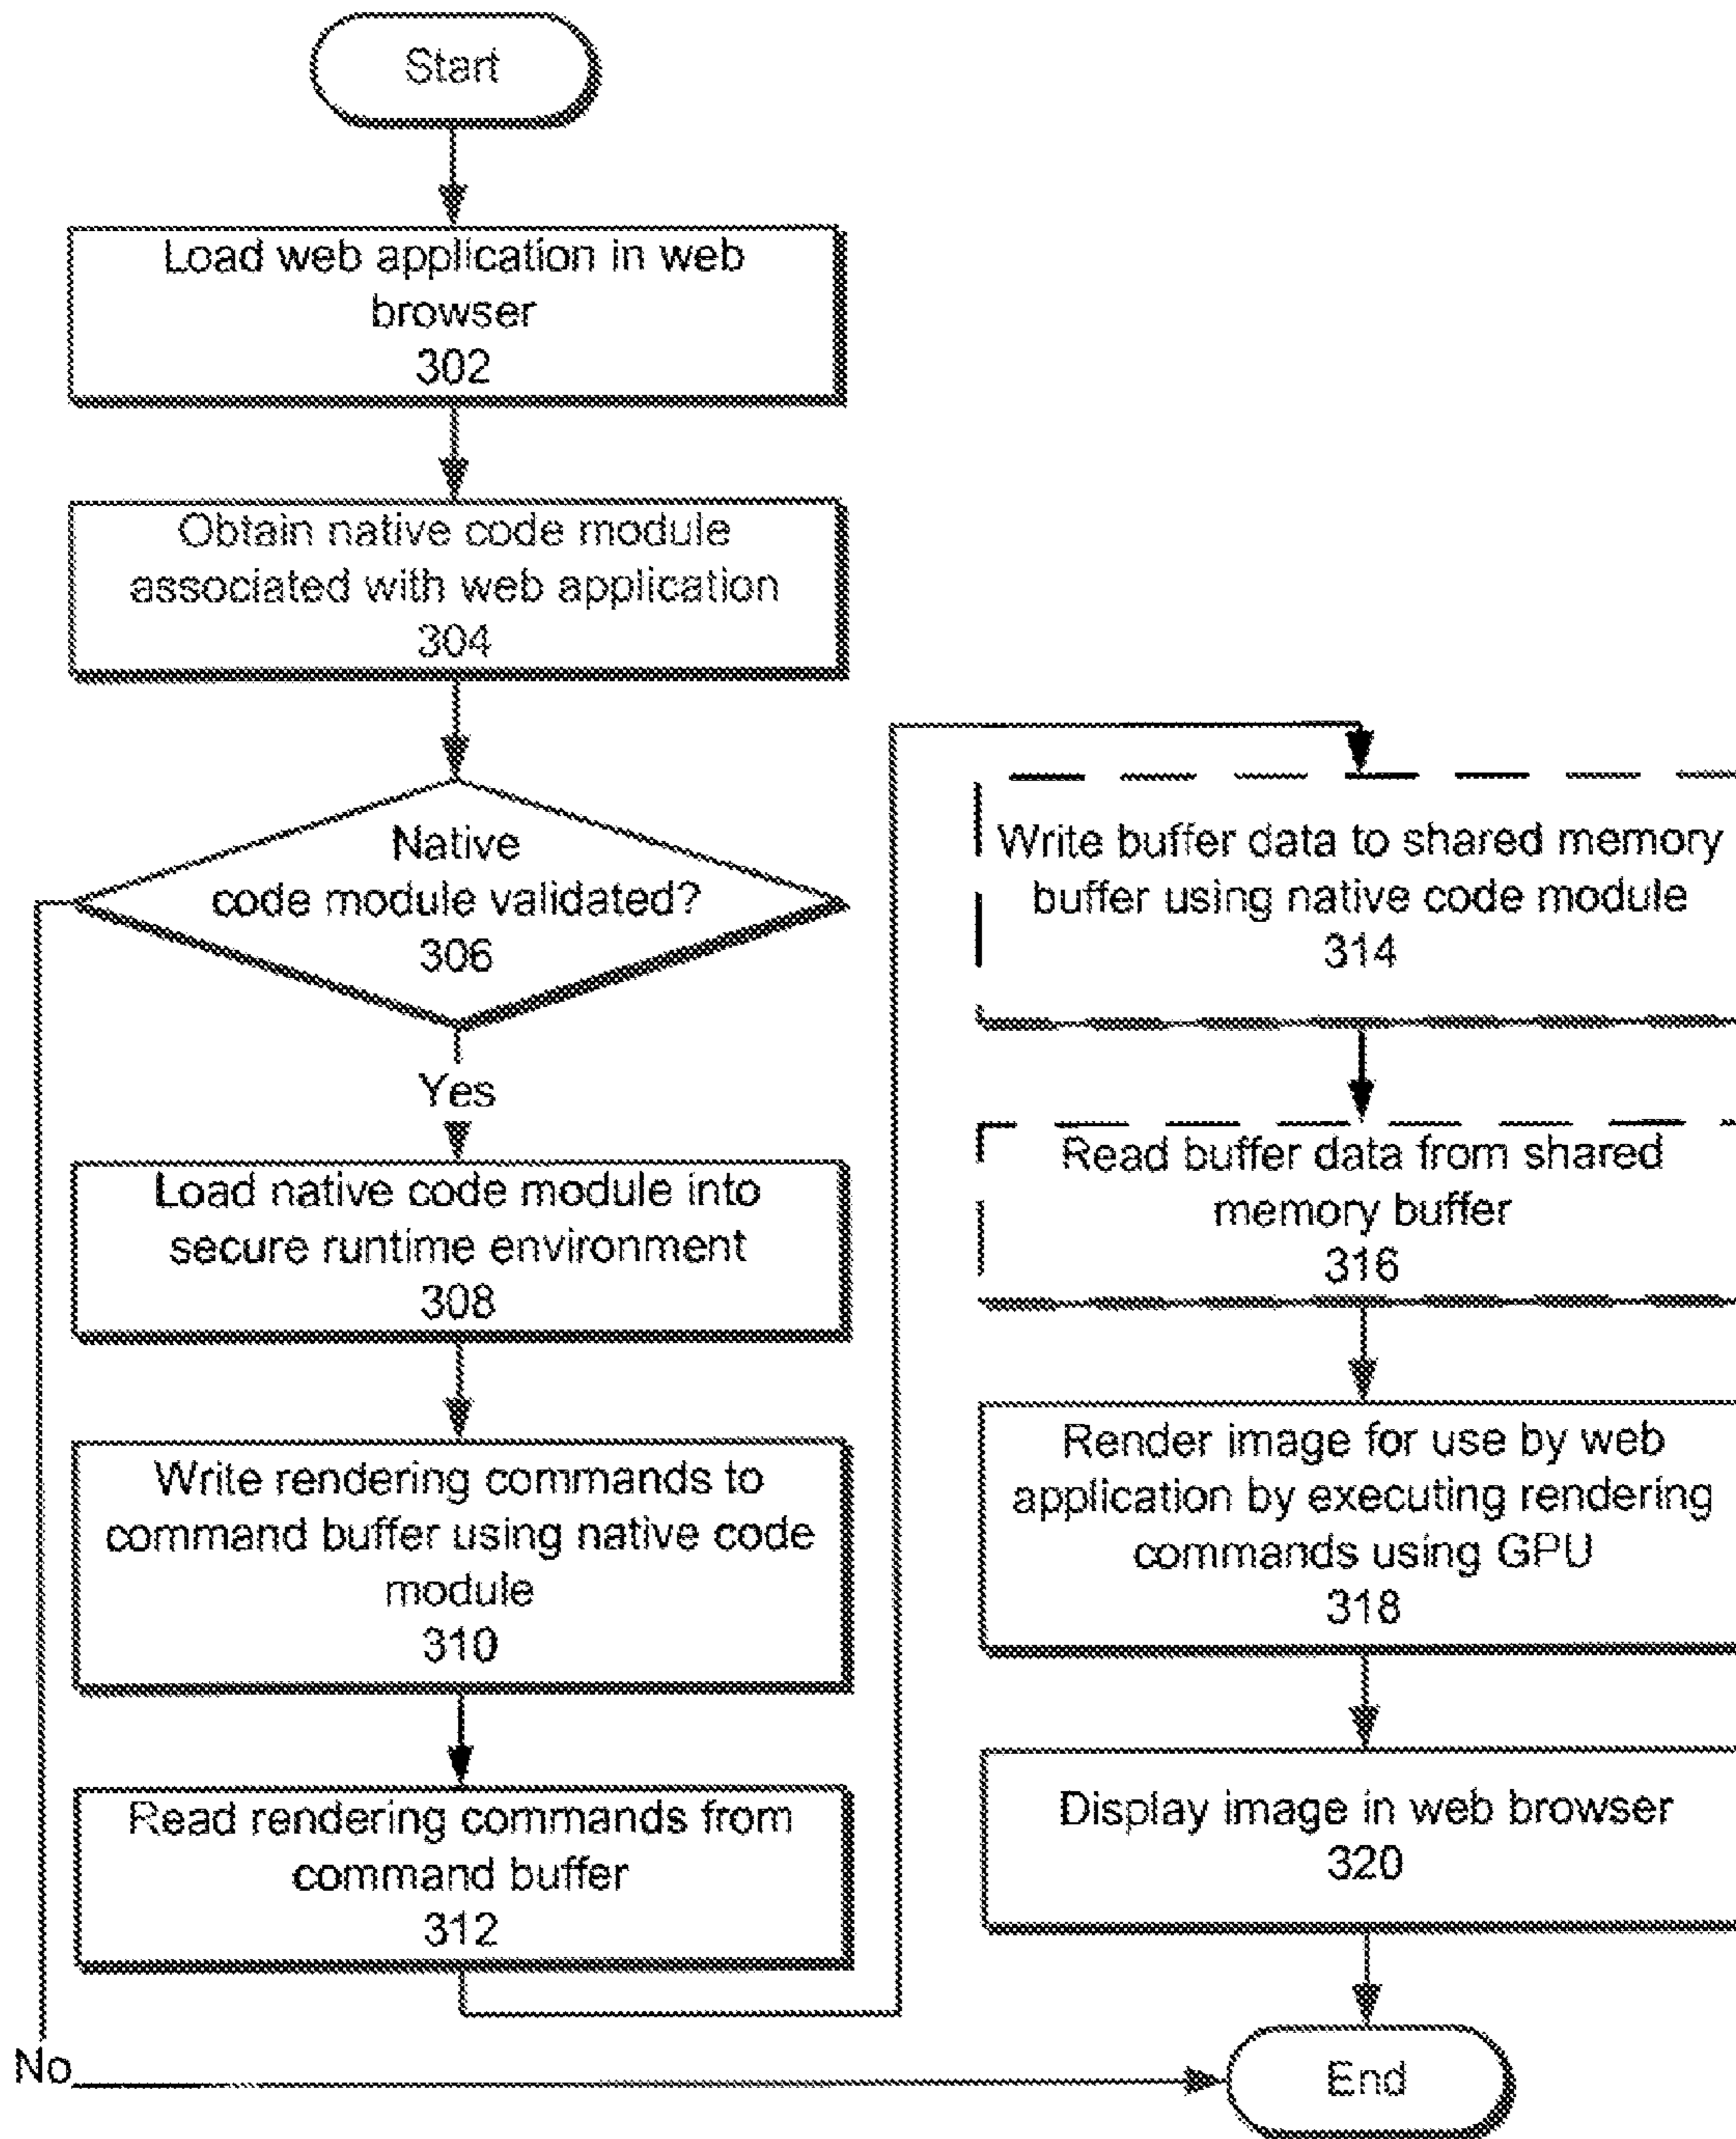 Start
Load web application in web
browser
302
Obtain native code module
associated with web application
304
Native
code module validated?
306
Yes
Load native code module into
secure runtime environment
308
Write rendering commands to
command buffer using native code
module
310
Read rendering commands from
command buffer
312
No
Write buffer data to shared memory
buffer using native code module
314
Read buffer data from shared
memory buffer
316
Render image for use by web
application by executing rendering
commands using GPU
318
Display image in web browser
320
End